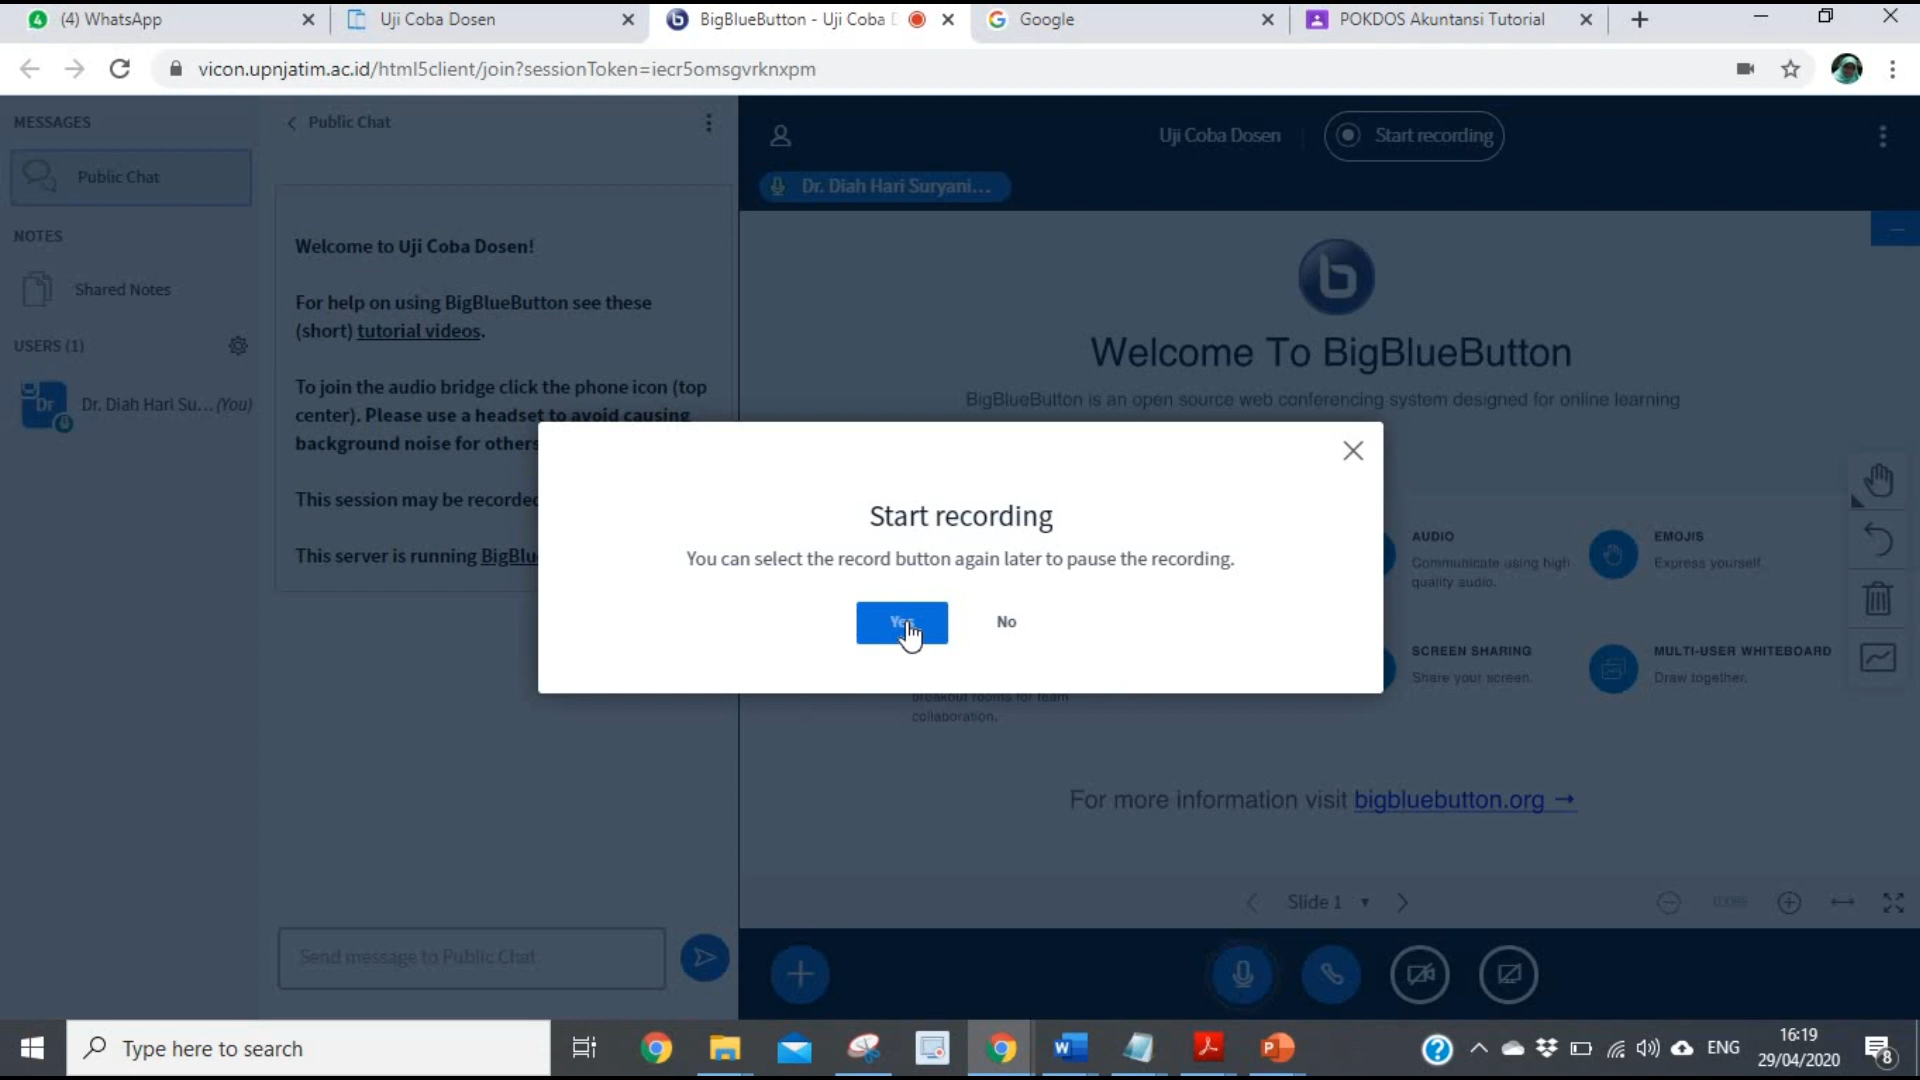 (4) WhatsApp
Uji Coba Dosen
BigBlueButton - Uji Coba
Google
POKDOS Akuntansi Tutorial
vicon.upnjatim.ac.id/html5client/join?sessionToken=iecr5omsgvrknxpm
MESSAGES
Public Chat
NOTES
Shared Notes
USERS (1)
Dr. Diah Hari Su... (You)
Public Chat
Welcome to Uji Coba Dosen!
For help on using BigBlueButton see these
(short) tutorial videos.
To join the audio bridge click the phone icon (top
center). Please use a headset to avoid causing
background noise for others
This session may be recorded
This server is running BigBlu
Send message to Public Chat
Uji Coba Dosen
Start recording
Dr. Diah Hari Suryani...
Welcome To BigBlueButton
BigBlueButton is an open source web conferencing system designed for online learning
AUDIO
Communicate using high
quality audio.
EMOJIS
Express yourself.
SCREEN SHARING
Share your screen.
MULTI-USER WHITEBOARD
Draw together.
breakout rooms for team
collaboration.
For more information visit bigbluebutton.org →
Start recording
You can select the record button again later to pause the recording.
Yes
No
Slide 1
Type here to search
ENG
16:19
29/04/2020
8